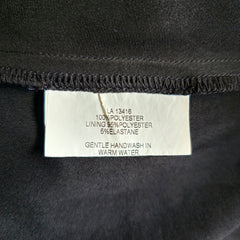 LA 13416
100%POLYESTER
LINING 95%POLYESTER
5%ELASTANE
GENTLE HANDWASH IN
WARM WATER